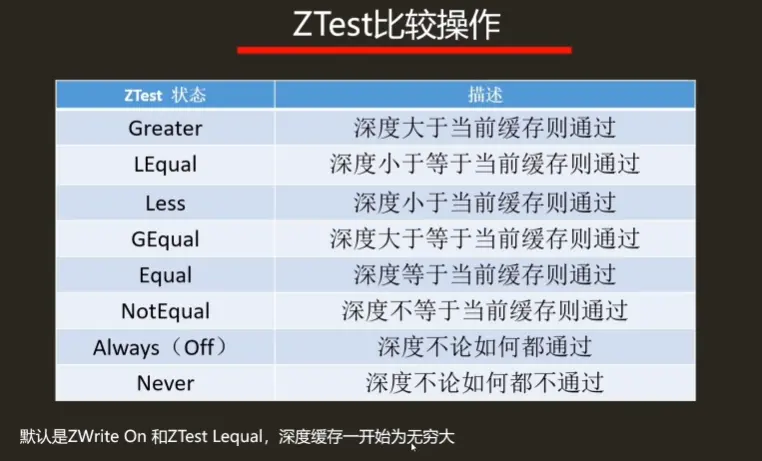 ZTest比较操作
ZTest 状态 描述
Greater 深度大于当前缓存则通过
LEqual 深度小于等于当前缓存则通过
Less 深度小于当前缓存则通过
GEqual 深度大于等于当前缓存则通过
Equal 深度等于当前缓存则通过
NotEqual 深度不等于当前缓存则通过
Always（Off） 深度不论如何都通过
Never 深度不论如何都不通过
默认是ZWrite On 和ZTest Lequal，深度缓存一开始为无穷大